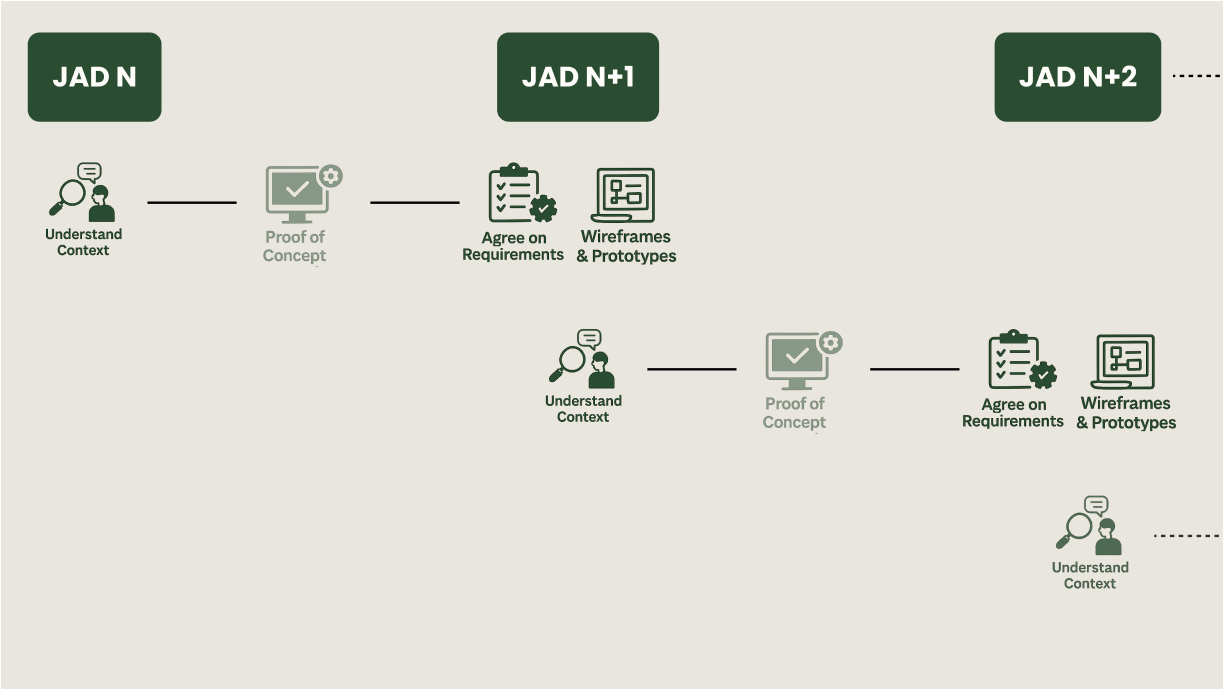 JAD N
JAD N+1
JAD N+2
Understand
Context
Proof of
Concept
Agree on
Requirements
Wireframes
& Prototypes
Understand
Context
Proof of
Concept
Agree on
Requirements
Wireframes
& Prototypes
Understand
Context